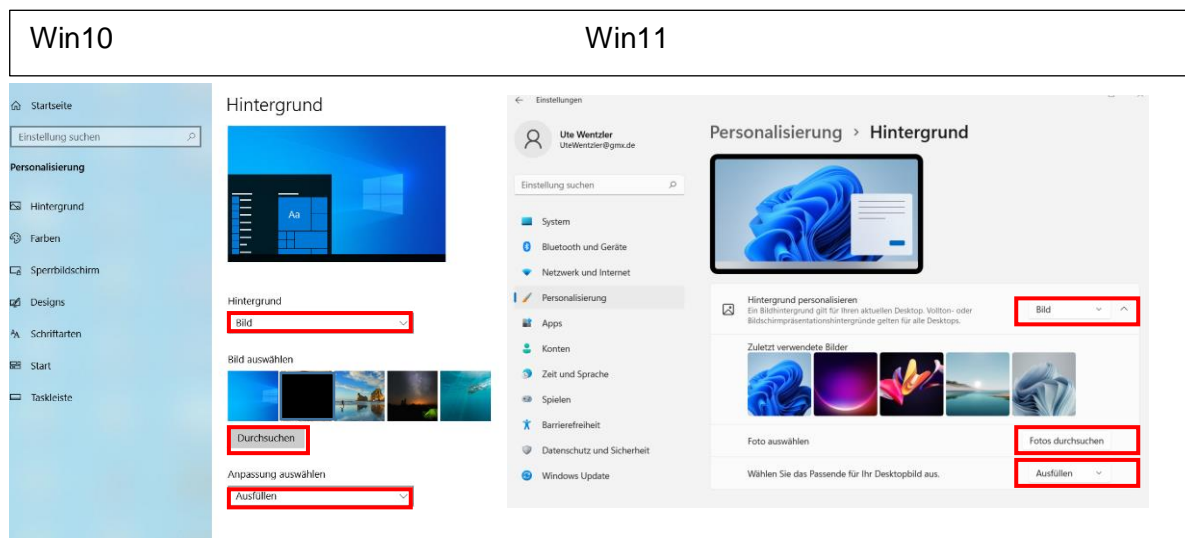 Win10
Win11
Startseite
Einstellung suchen
Personalisierung
Hintergrund
Farben
Sperrbildschirm
Designs
Schriftarten
Start
Taskleiste
Hintergrund
Aa
Hintergrund
Bild
Bild auswählen
Durchsuchen
Anpassung auswählen
Ausfüllen
Einstellungen
Ute Wentzler
UteWentzler@gmx.de
Einstellung suchen
System
Bluetooth und Geräte
Netzwerk und Internet
Personalisierung
Apps
Konten
Zeit und Sprache
Spielen
Barrierefreiheit
Datenschutz und Sicherheit
Windows Update
Personalisierung > Hintergrund
Hintergrund personalisieren
Ein Bildhintergrund gilt für Ihren aktuellen Desktop. Vollton- oder
Bildschirmpräsentationshintergründe gelten für alle Desktops.
Bild
Zuletzt verwendete Bilder
Foto auswählen
Fotos durchsuchen
Wählen Sie das Passende für Ihr Desktopbild aus.
Ausfüllen